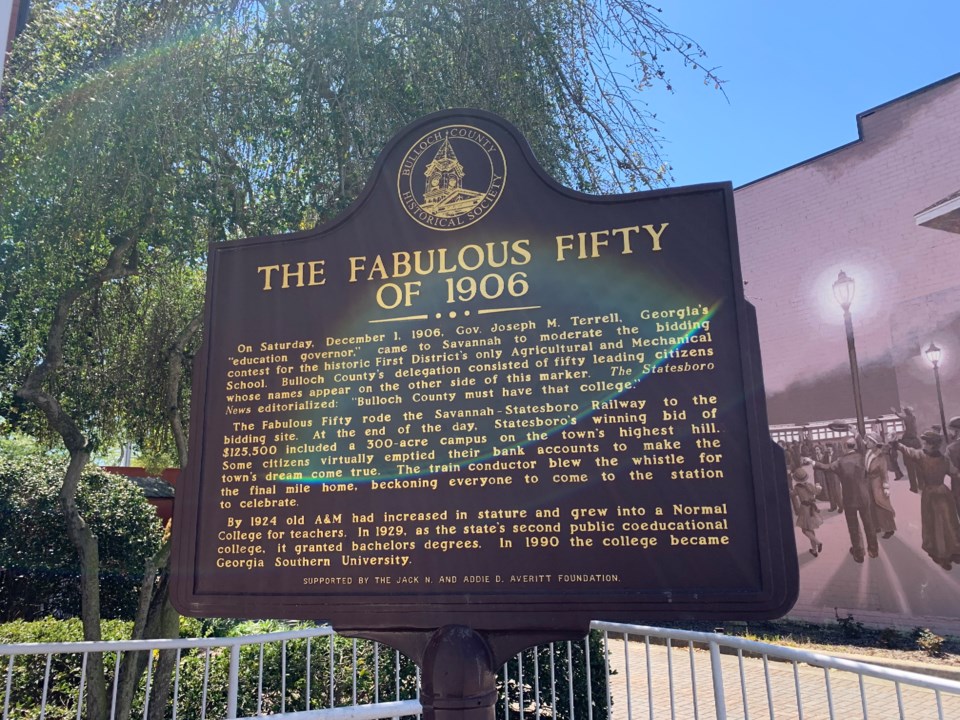 BULLOCH COUNTY
HISTORICAL SOCIETY
THE FABULOUS FIFTY
OF 1906
On Saturday, December 1, 1906, Gov. Joseph M. Terrell, Georgia's
"education governor," came to Savannah to moderate the bidding
contest for the historic First District's only Agricultural and Mechanical
School. Bulloch County's delegation consisted of fifty leading citizens
whose names appear on the other side of this marker. The Statesboro
News editorialized: "Bulloch County must have that college."
The Fabulous Fifty rode the Savannah-Statesboro Railway to the
bidding site. At the end of the day, Statesboro's winning bid of
$125,500 included a 300-acre campus on the town's highest hill.
Some citizens virtually emptied their bank accounts to make the
town's dream come true. The train conductor blew the whistle for
the final mile home, beckoning everyone to come to the station
to celebrate.
By 1924 old A&M had increased in stature and grew into a Normal
College for teachers. In 1929, as the state's second public coeducational
college, it granted bachelors degrees. In 1990 the college became
Georgia Southern University.
SUPPORTED BY THE JACK N. AND ADDIE D. AVERITT FOUNDATION.